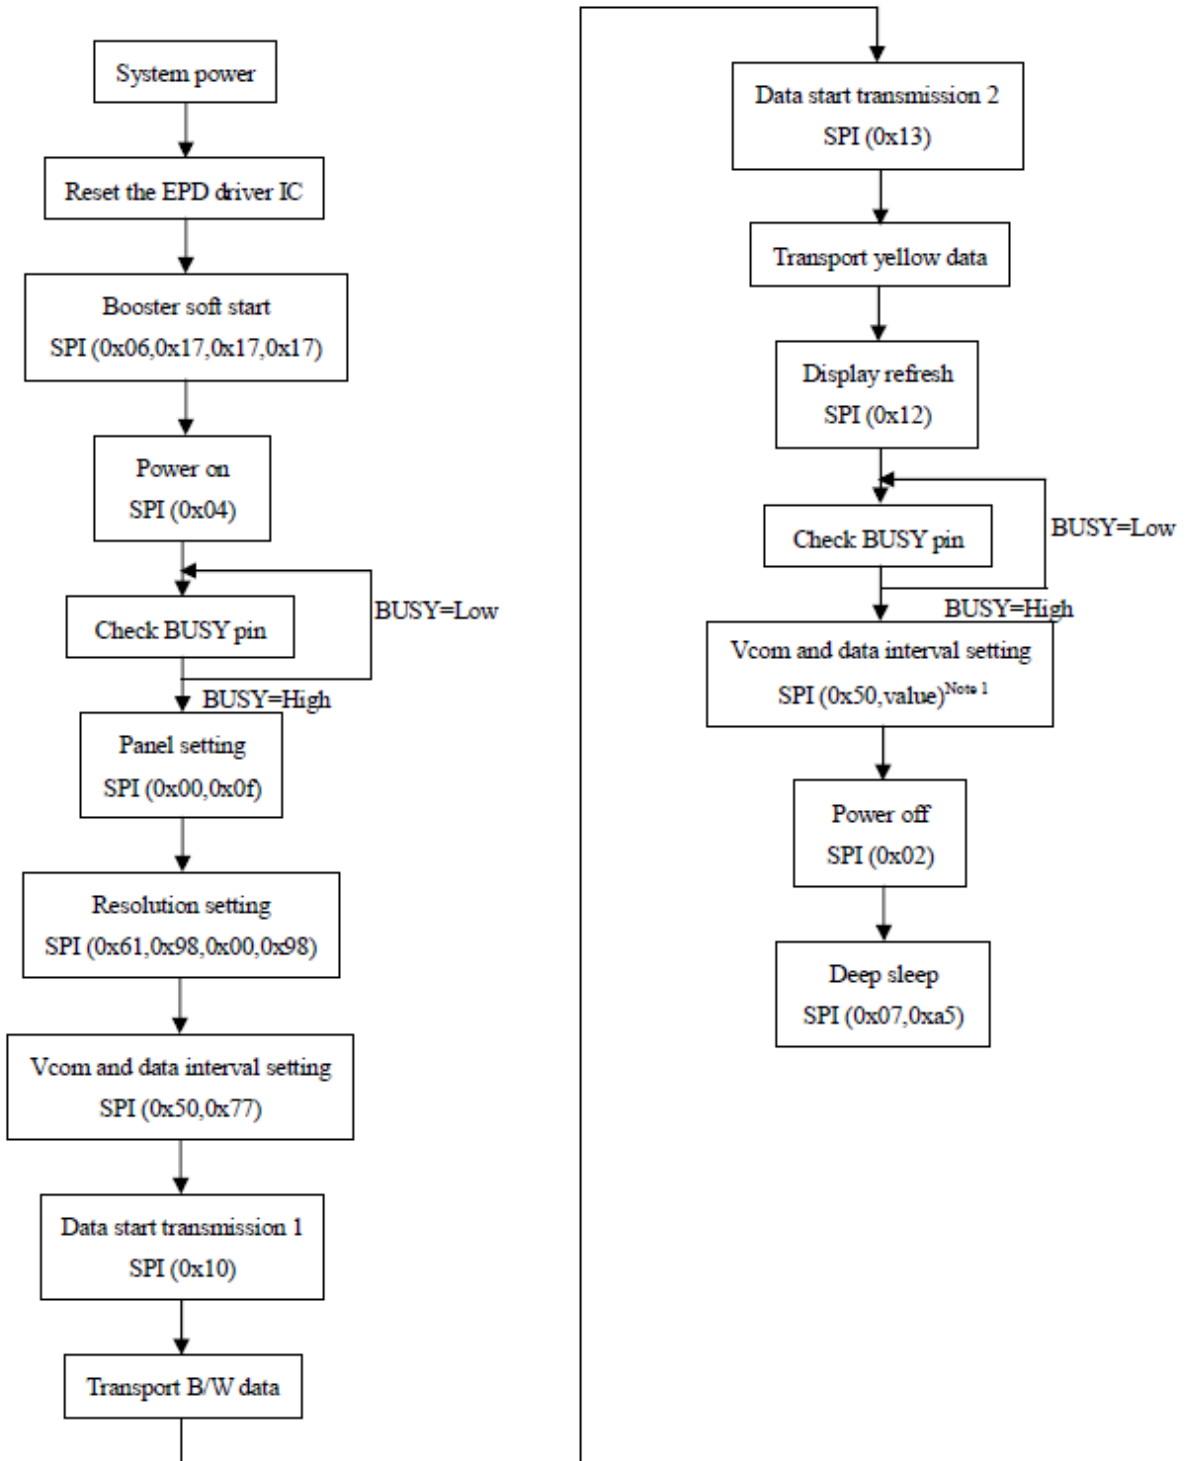 System power
Reset the EPD driver IC
Booster soft start
SPI (0x06,0x17,0x17,0x17)
Power on
SPI (0x04)
BUSY=Low
Check BUSY pin
BUSY=High
Panel setting
SPI (0x00,0x0f)
Resolution setting
SPI (0x61,0x98,0x00,0x98)
Vcom and data interval setting
SPI (0x50,0x77)
Data start transmission 1
SPI (0x10)
Transport B/W data
Data start transmission 2
SPI (0x13)
Transport yellow data
Display refresh
SPI (0x12)
BUSY=Low
Check BUSY pin
BUSY=High
Vcom and data interval setting
SPI (0x50,value)Note 1
Power off
SPI (0x02)
Deep sleep
SPI (0x07,0xa5)